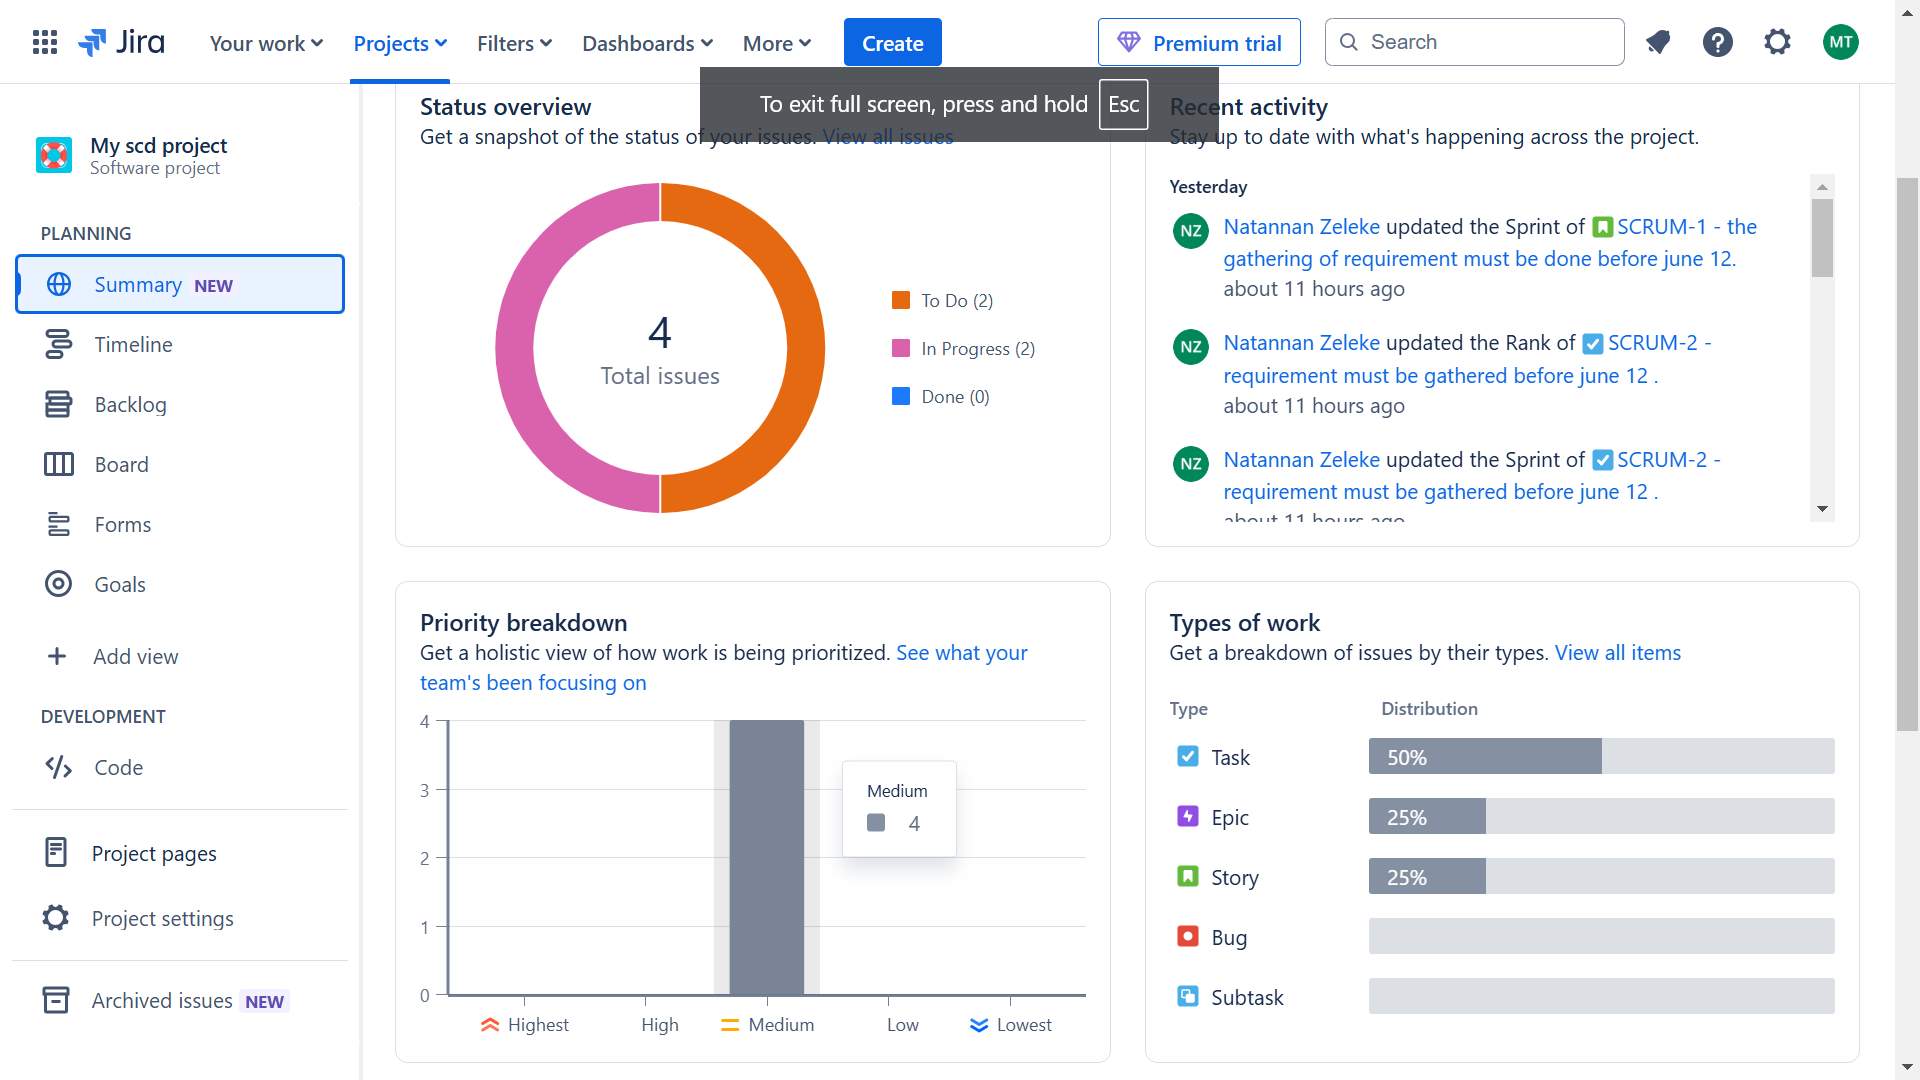 Jira
Your work
Projects
Filters
Dashboards
More
Create
Premium trial
Search
MT
To exit full screen, press and hold Esc
My scd project
Software project
PLANNING
Summary NEW
Timeline
Backlog
Board
Forms
Goals
Add view
DEVELOPMENT
Code
Project pages
Project settings
Archived issues NEW
Status overview
Get a snapshot of the status of your issues. View all issues
4
Total issues
To Do (2)
In Progress (2)
Done (0)
Recent activity
Stay up to date with what's happening across the project.
Yesterday
NZ
Natannan Zeleke updated the Sprint of SCRUM-1 - the
gathering of requirement must be done before june 12.
about 11 hours ago
NZ
Natannan Zeleke updated the Rank of SCRUM-2 -
requirement must be gathered before june 12 .
about 11 hours ago
NZ
Natannan Zeleke updated the Sprint of SCRUM-2 -
requirement must be gathered before june 12 .
about 11 hours ago
Priority breakdown
Get a holistic view of how work is being prioritized. See what your
team's been focusing on
4
3
2
1
0
Medium
4
Highest
High
Medium
Low
Lowest
Types of work
Get a breakdown of issues by their types. View all items
Type
Distribution
Task
50%
Epic
25%
Story
25%
Bug
Subtask